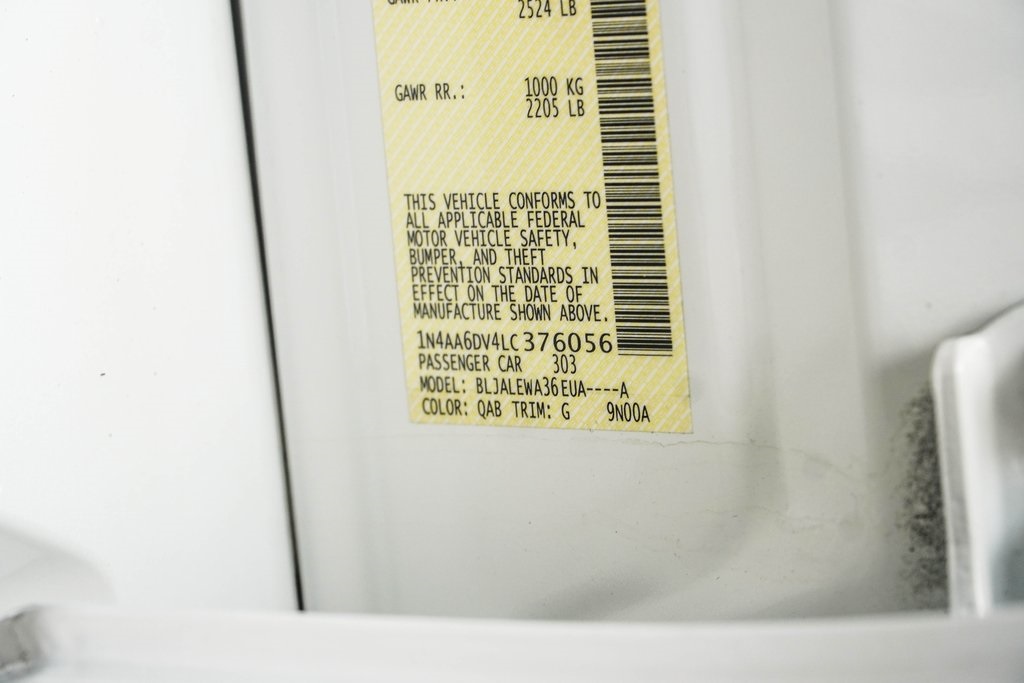 2524 LB
GAWR RR.: 1000 KG
2205 LB
THIS VEHICLE CONFORMS TO
ALL APPLICABLE FEDERAL
MOTOR VEHICLE SAFETY,
BUMPER, AND THEFT
PREVENTION STANDARDS IN
EFFECT ON THE DATE OF
MANUFACTURE SHOWN ABOVE.
1N4AA6DV4LC376056
PASSENGER CAR 303
MODEL: BLJALEWA36EUA----A
COLOR: QAB TRIM: G 9N00A